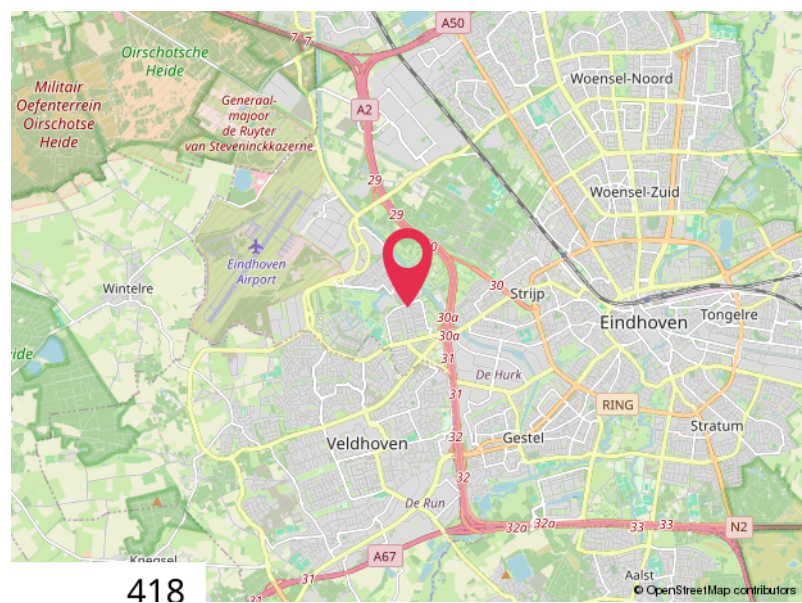 A50
7
7
Oirschotsche
Heide
Woensel-Noord
Militair
Oefenterrein
Oirschotse
Heide
Generaal-
majoor
de Ruyter
van Steveninckkazerne
A2
29
Woensel-Zuid
29
Eindhoven
Airport
Wintelre
30
Strijp
30a
Tongelre
Eindhoven
30a
31
De Hurk
31
RING
Stratum
32
Gestel
Veldhoven
32
De Run
32a
32a
33
33
N2
A67
Knegsel
31
Aalst
31
418
© OpenStreetMap contributors